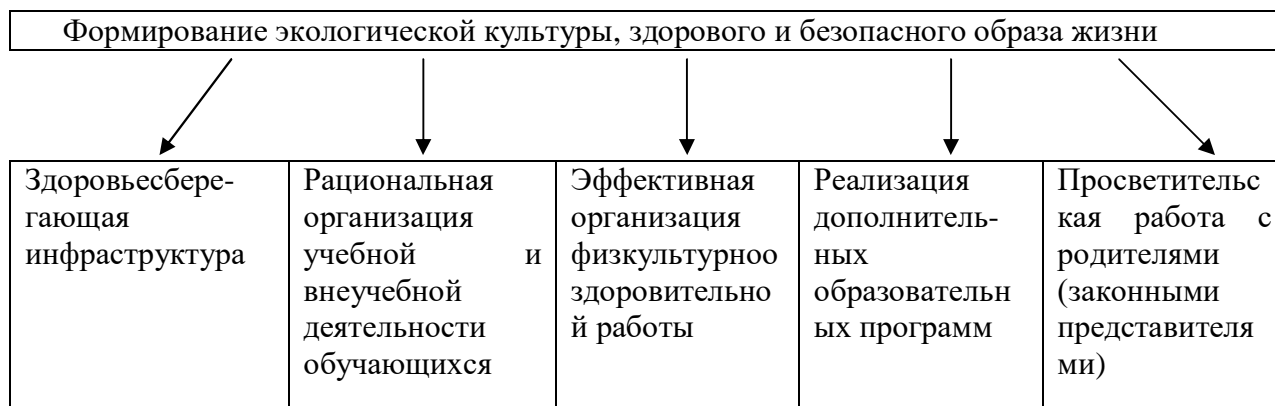 Формирование экологической культуры, здорового и безопасного образа жизни
Здоровьесбере-
гающая
инфраструктура
Рациональная
организация
учебной и
внеучебной
деятельности
обучающихся
Эффективная
организация
физкультурноо
здоровительно
й работы
Реализация
дополнитель-
ных
образовательн
ых программ
Просветительс
кая работа с
родителями
(законными
представителя
ми)